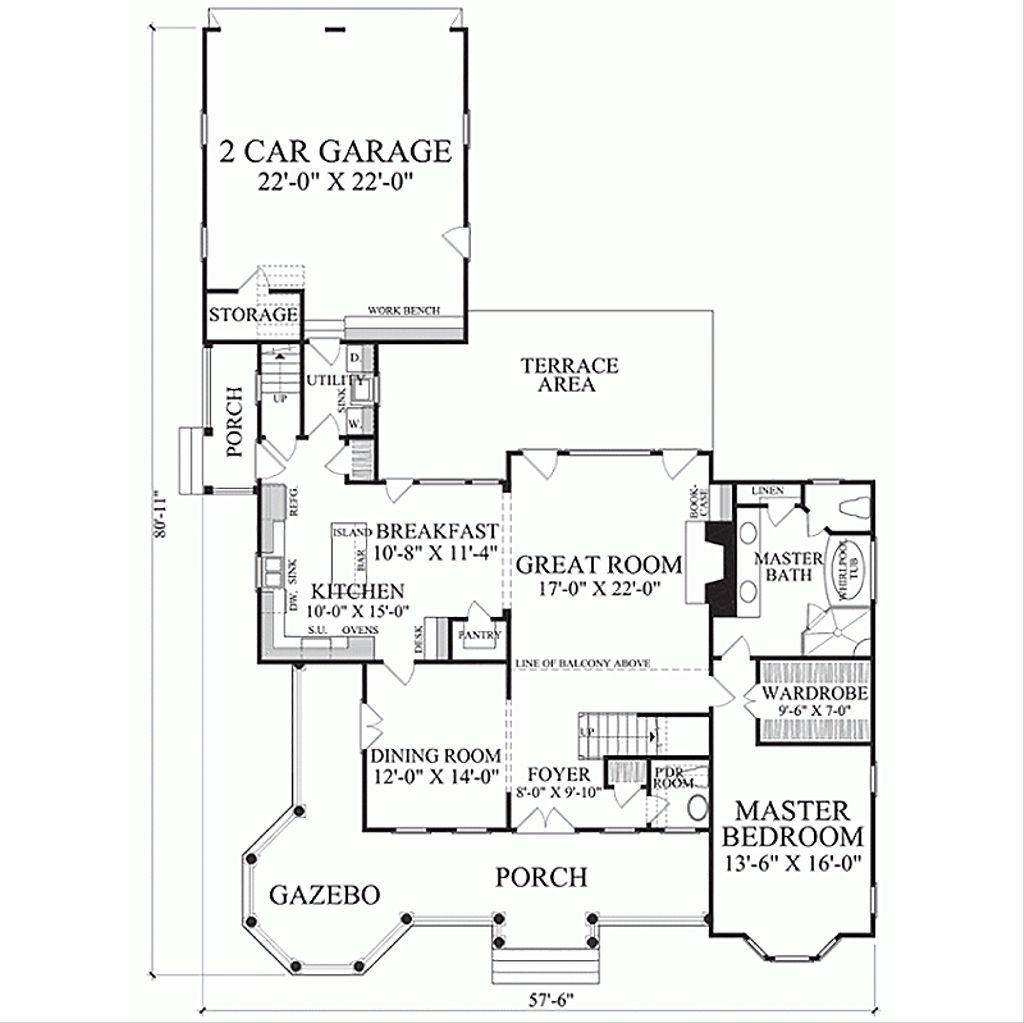 2 CAR GARAGE
22'-0" X 22'-0"
STORAGE
WORK BENCH
TERRACE
AREA
D.
UTILITY
SINK
W.
UP
PORCH
80'-11"
REFG.
ISLAND
BAR
BREAKFAST
10'-8" X 11'-4"
BOOK-
CASE
LINEN
GREAT ROOM
17'-0" X 22'-0"
MASTER
BATH
WHIRLPOOL
TUB
SINK
DW.
KITCHEN
10'-0" X 15'-0"
S.U.
OVENS
DESK
PANTRY
LINE OF BALCONY ABOVE
WARDROBE
9'-6" X 7'-0"
UP
DINING ROOM
12'-0" X 14'-0"
FOYER
8'-0" X 9'-10"
P'DR
ROOM
MASTER
BEDROOM
13'-6" X 16'-0"
GAZEBO
PORCH
57'-6"